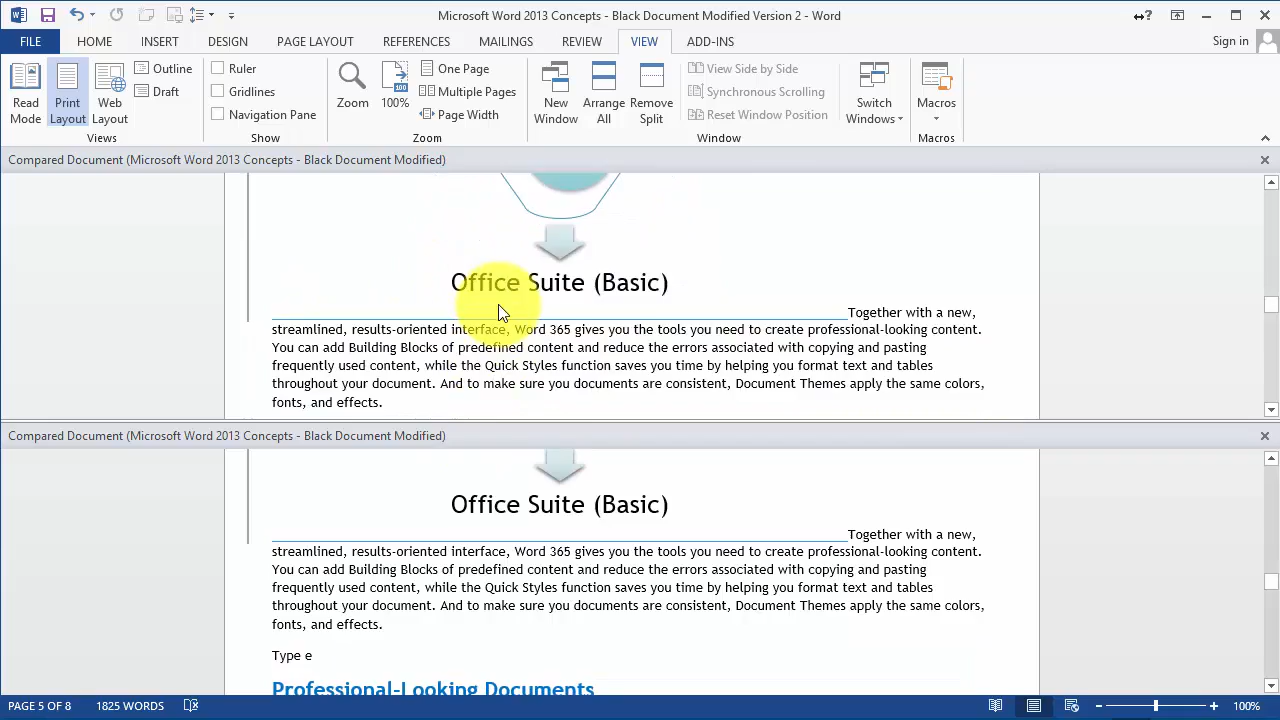 Microsoft Word 2013 Concepts - Black Document Modified Version 2 - Word
FILE HOME INSERT DESIGN PAGE LAYOUT REFERENCES MAILINGS REVIEW VIEW ADD-INS Sign in
Read Mode
Print Layout
Web Layout
Outline
Draft
Views
Ruler
Gridlines
Navigation Pane
Show
Zoom
100%
One Page
Multiple Pages
Page Width
Zoom
New Window
Arrange All
Remove Split
View Side by Side
Synchronous Scrolling
Reset Window Position
Window
Switch Windows
Macros
Macros
Compared Document (Microsoft Word 2013 Concepts - Black Document Modified)
Office Suite (Basic)
Together with a new,
streamlined, results-oriented interface, Word 365 gives you the tools you need to create professional-looking content.
You can add Building Blocks of predefined content and reduce the errors associated with copying and pasting
frequently used content, while the Quick Styles function saves you time by helping you format text and tables
throughout your document. And to make sure you documents are consistent, Document Themes apply the same colors,
fonts, and effects.
Compared Document (Microsoft Word 2013 Concepts - Black Document Modified)
Office Suite (Basic)
Together with a new,
streamlined, results-oriented interface, Word 365 gives you the tools you need to create professional-looking content.
You can add Building Blocks of predefined content and reduce the errors associated with copying and pasting
frequently used content, while the Quick Styles function saves you time by helping you format text and tables
throughout your document. And to make sure you documents are consistent, Document Themes apply the same colors,
fonts, and effects.
Type e
Professional-Looking Documents
PAGE 5 OF 8 1825 WORDS 100%